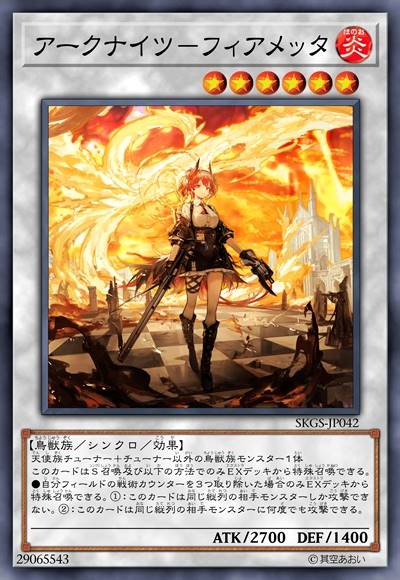 アークナイツ－フィアメッタ
ほのお
炎
SKGS-JP042
【鳥獣族／シンクロ／効果】
天使族チューナー＋チューナー以外の鳥獣族モンスター1体
このカードはS召喚及び以下の方法でのみEXデッキから特殊召喚できる。
●自分フィールドの戦術カウンターを3つ取り除いた場合のみEXデッキから
特殊召喚できる。①：このカードは同じ縦列の相手モンスターしか攻撃でき
ない。②：このカードは同じ縦列の相手モンスターに何度でも攻撃できる。
ATK/2700 DEF/1400
29065543
©其空あおい